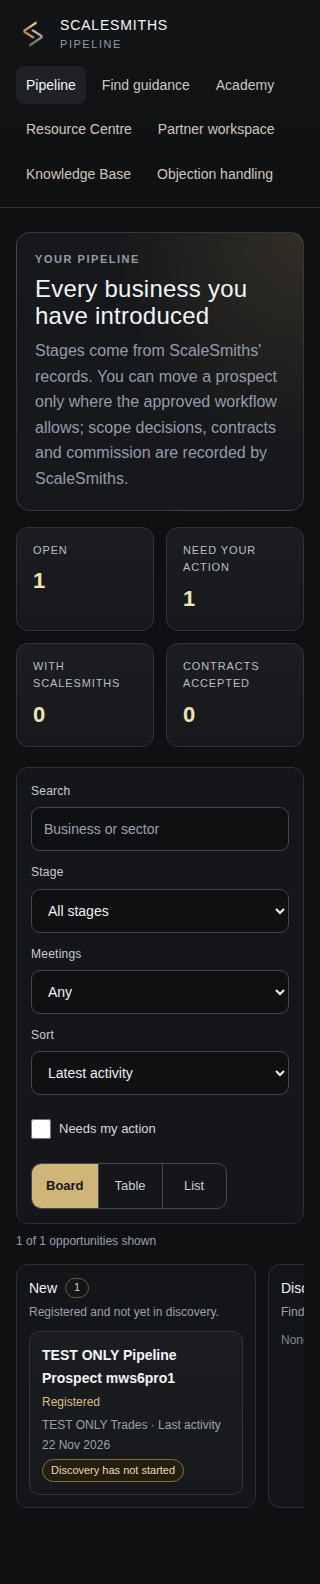 SCALESMITHS
PIPELINE
Pipeline Find guidance Academy
Resource Centre Partner workspace
Knowledge Base Objection handling
YOUR PIPELINE
Every business you
have introduced
Stages come from ScaleSmiths'
records. You can move a prospect
only where the approved workflow
allows; scope decisions, contracts
and commission are recorded by
ScaleSmiths.
OPEN
1
NEED YOUR
ACTION
1
WITH
SCALESMITHS
0
CONTRACTS
ACCEPTED
0
Search
Business or sector
Stage
All stages
Meetings
Any
Sort
Latest activity
Needs my action
Board Table List
1 of 1 opportunities shown
New 1
Registered and not yet in discovery.
TEST ONLY Pipeline
Prospect mws6pro1
Registered
TEST ONLY Trades · Last activity
22 Nov 2026
Discovery has not started
Disc
Find
None